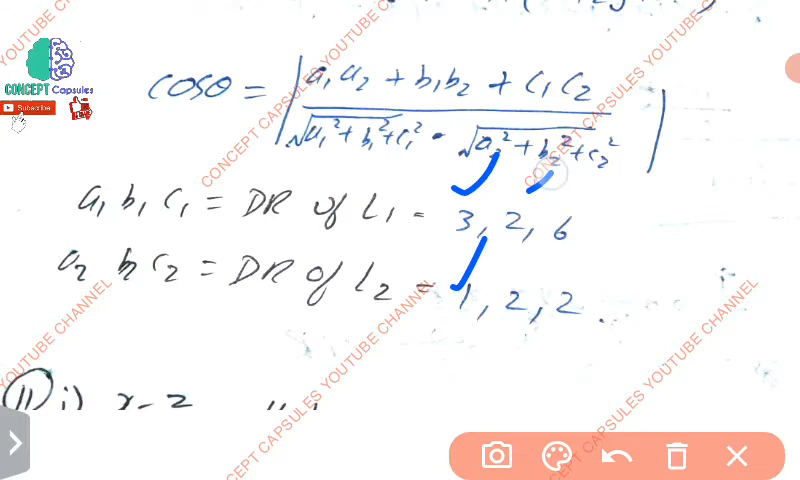 CONCEPT Capsules
Subscribe
cosθ = | a₁a₂ + b₁b₂ + c₁c₂ / √a₁²+b₁²+c₁² · √a₂²+b₂²+c₂² |
a₁ b₁ c₁ = DR of L₁ = 3, 2, 6
a₂ b₂ c₂ = DR of L₂ = 1, 2, 2.
11 i)
CONCEPT CAPSULES YOUTUBE CHANNEL